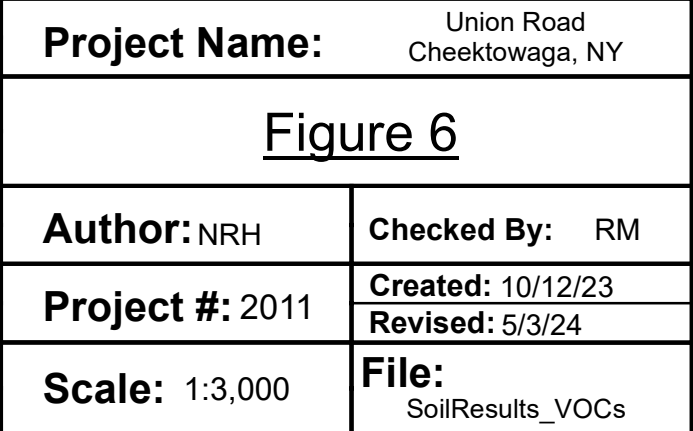 Project Name: Union Road
Cheektowaga, NY
Figure 6
Author: NRH
Checked By: RM
Project #: 2011
Created: 10/12/23
Revised: 5/3/24
Scale: 1:3,000
File:
SoilResults_VOCs